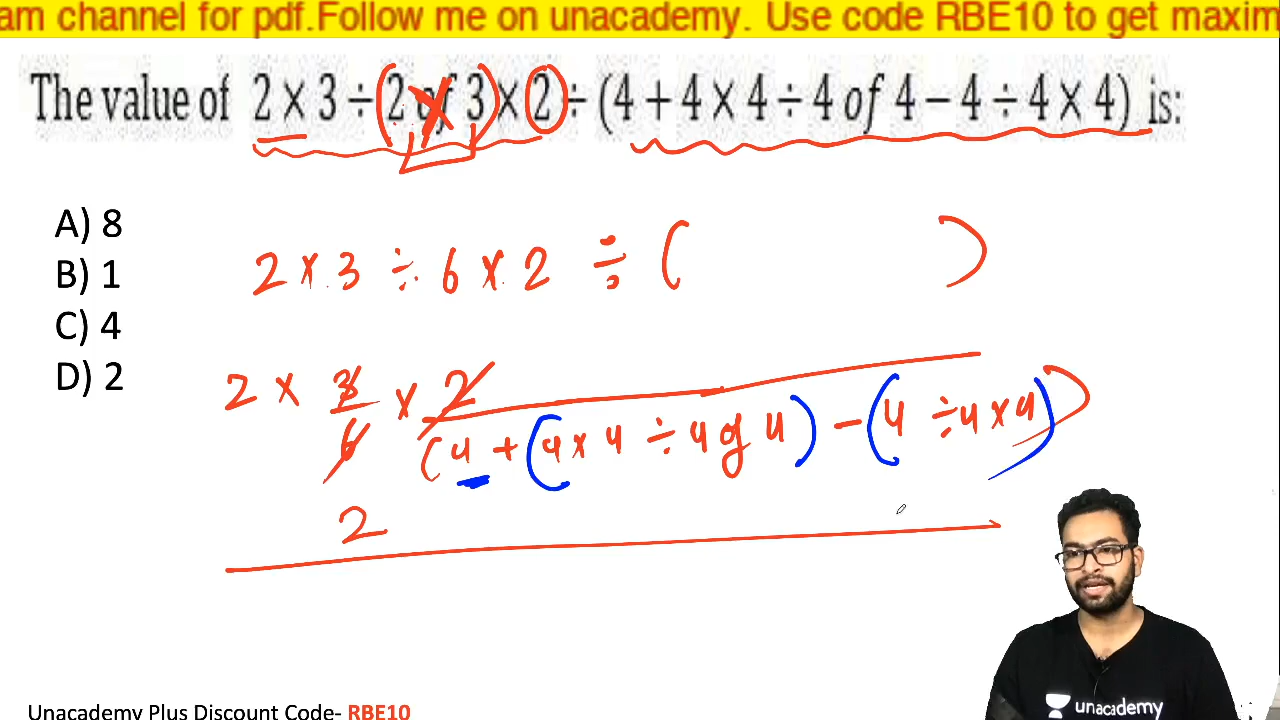 am channel for pdf.Follow me on unacademy. Use code RBE10 to get maxim
The value of 2 × 3 ÷ (2 of 3) × 2 ÷ (4 + 4 × 4 ÷ 4 of 4 − 4 ÷ 4 × 4) is:
A) 8
B) 1
C) 4
D) 2
2 × 3 ÷ 6 × 2 ÷ ( )
2 × 3/6 × 2
(4 + (4 × 4 ÷ 4 of 4) − (4 ÷ 4 × 4))
2
unacademy
Unacademy Plus Discount Code- RBE10